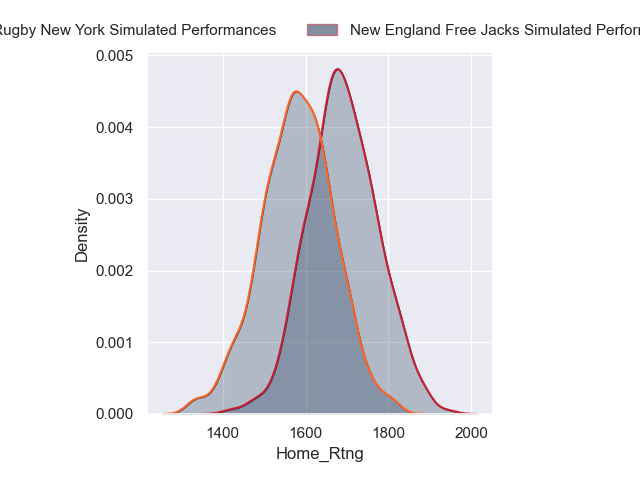 Rugby New York Simulated Performances New England Free Jacks Simulated Perfor
0.005
0.004
0.003
0.002
0.001
0.000
Density
1400 1600 1800 2000
Home_Rtng